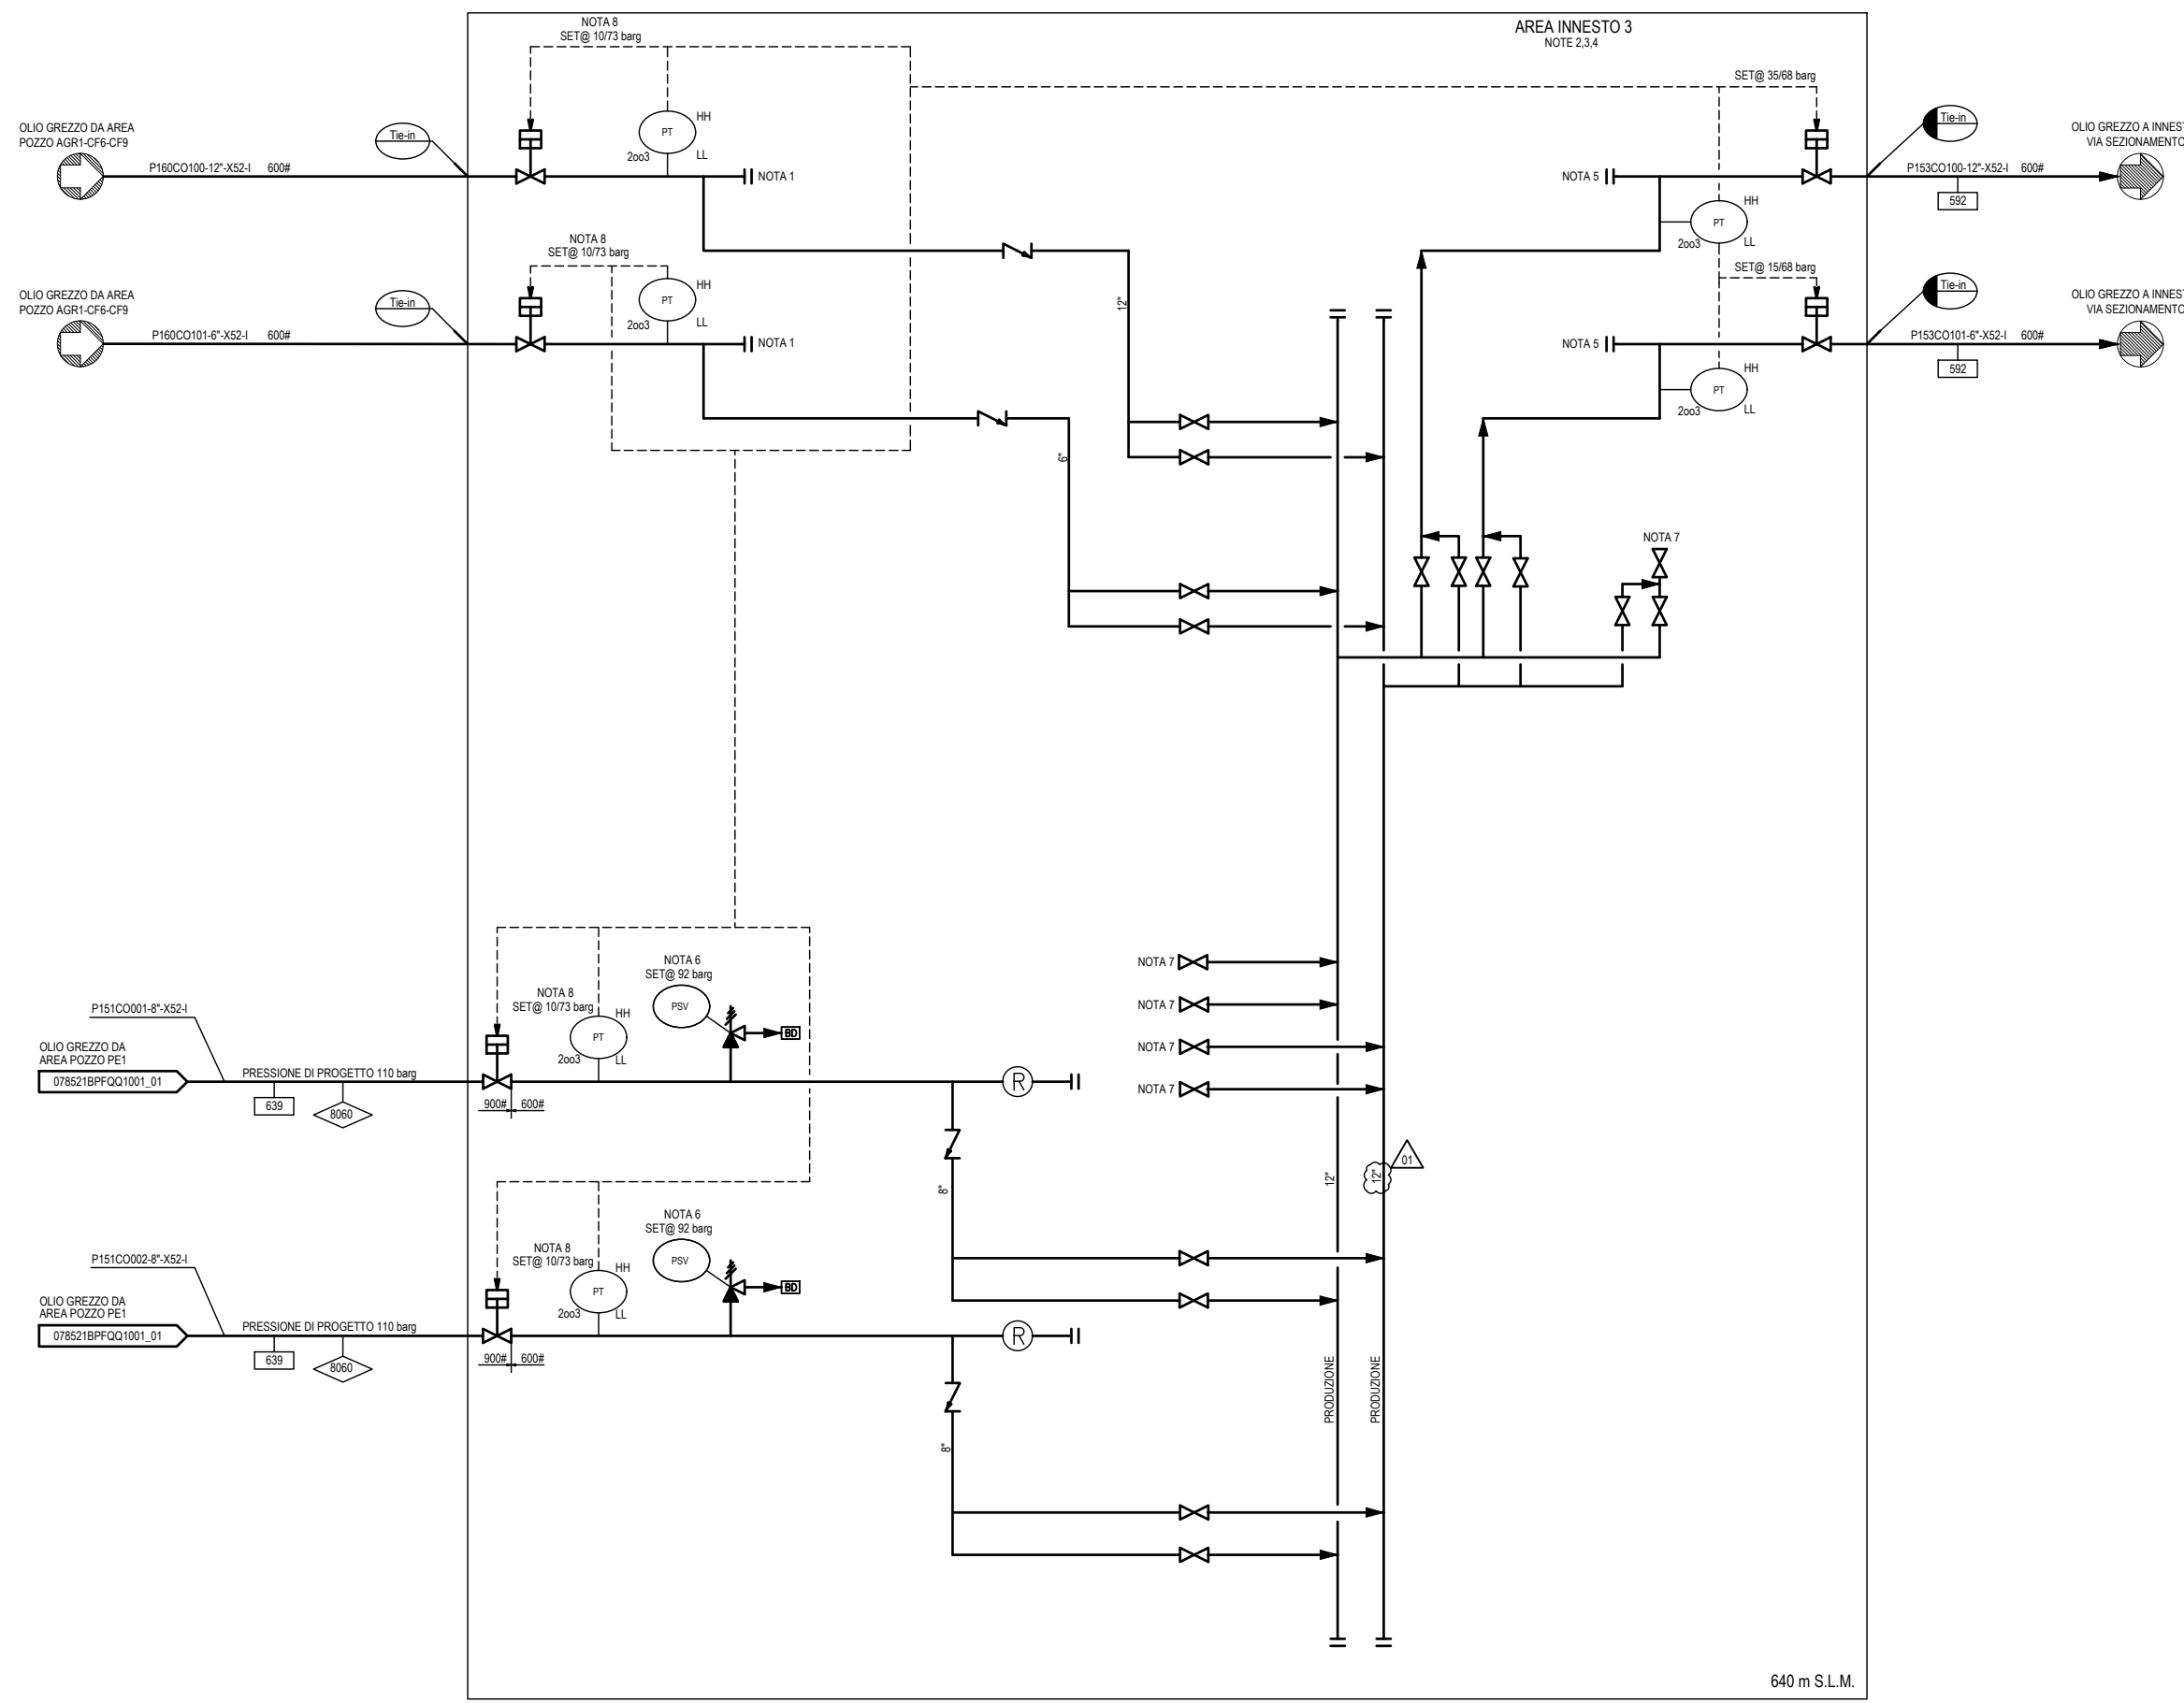 AREA INNESTO 3
NOTE 2,3,4
NOTA 8
SET@ 10/73 barg
SET@ 35/68 barg
OLIO GREZZO DA AREA
POZZO AGR1-CF6-CF9
Tie-in
P160CO100-12"-X52-I 600#
PT
HH
LL
2oo3
NOTA 1
NOTA 5
Tie-in
P153CO100-12"-X52-I 600#
592
OLIO GREZZO A
VIA SEZIONAMENTO
PT
HH
LL
2oo3
NOTA 8
SET@ 10/73 barg
SET@ 15/68 barg
OLIO GREZZO DA AREA
POZZO AGR1-CF6-CF9
Tie-in
P160CO101-6"-X52-I 600#
PT
HH
LL
2oo3
NOTA 1
12"
NOTA 5
Tie-in
P153CO101-6"-X52-I 600#
592
OLIO GREZZO A
VIA SEZIONAMENTO
PT
HH
LL
2oo3
6"
NOTA 7
NOTA 7
NOTA 7
NOTA 7
NOTA 7
P151CO001-8"-X52-I
OLIO GREZZO DA
AREA POZZO PE1
078521BPFQQ1001_01
PRESSIONE DI PROGETTO 110 barg
639
8060
900# 600#
NOTA 8
SET@ 10/73 barg
PT
HH
LL
2oo3
NOTA 6
SET@ 92 barg
PSV
BD
R
8"
12"
12"
01
P151CO002-8"-X52-I
OLIO GREZZO DA
AREA POZZO PE1
078521BPFQQ1001_01
PRESSIONE DI PROGETTO 110 barg
639
8060
900# 600#
NOTA 8
SET@ 10/73 barg
PT
HH
LL
2oo3
NOTA 6
SET@ 92 barg
PSV
BD
R
8"
PRODUZIONE
PRODUZIONE
640 m S.L.M.